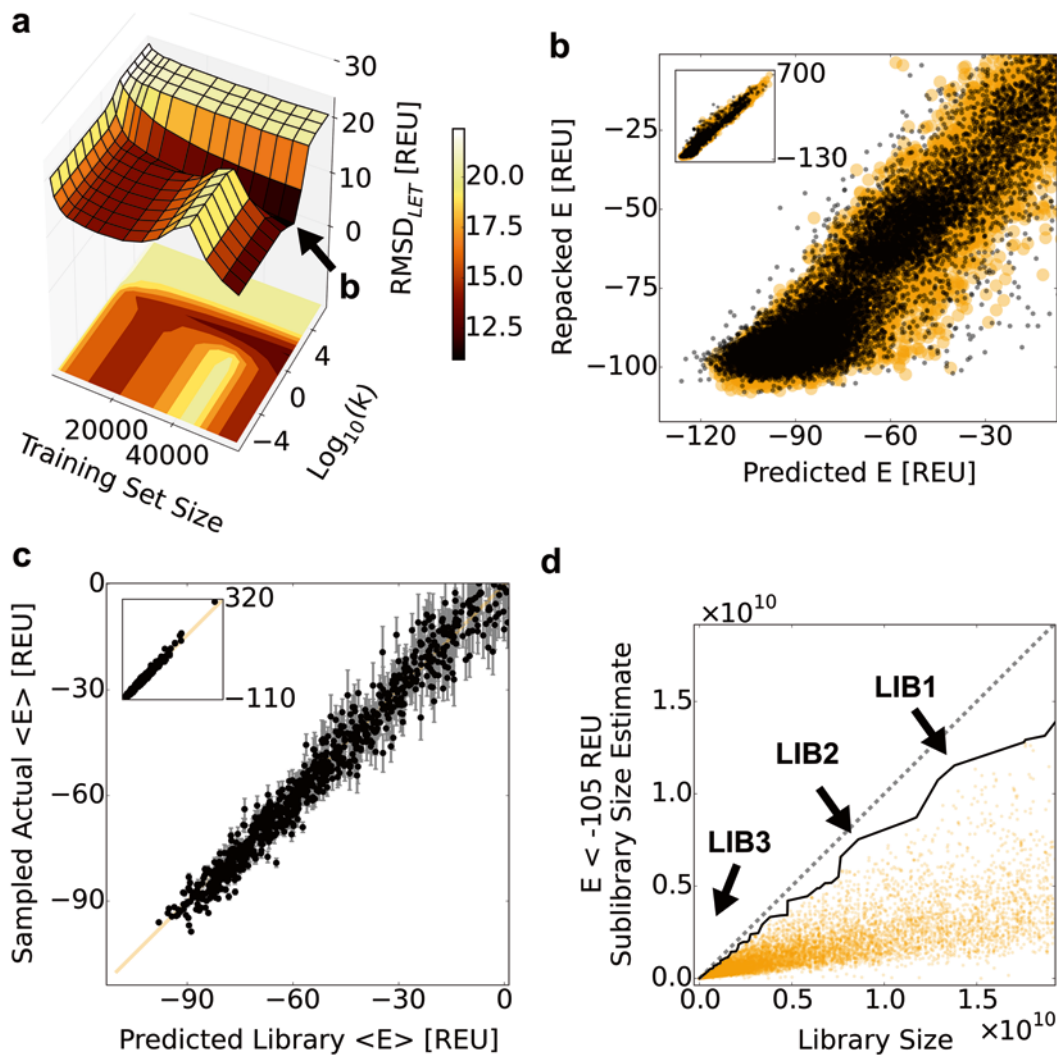 a
30
20
10
0
RMSD_LET [REU]
20.0
17.5
15.0
12.5
b
4
0
−4
Log₁₀(k)
20000
40000
Training Set Size
b
700
−130
−25
−50
−75
−100
Repacked E [REU]
−120
−90
−60
−30
Predicted E [REU]
c
320
−110
0
−30
−60
−90
Sampled Actual <E> [REU]
−90
−60
−30
0
Predicted Library <E> [REU]
d
×10¹⁰
1.5
1.0
0.5
0.0
E < -105 REU
Sublibrary Size Estimate
LIB1
LIB2
LIB3
0.0
0.5
1.0
1.5
×10¹⁰
Library Size